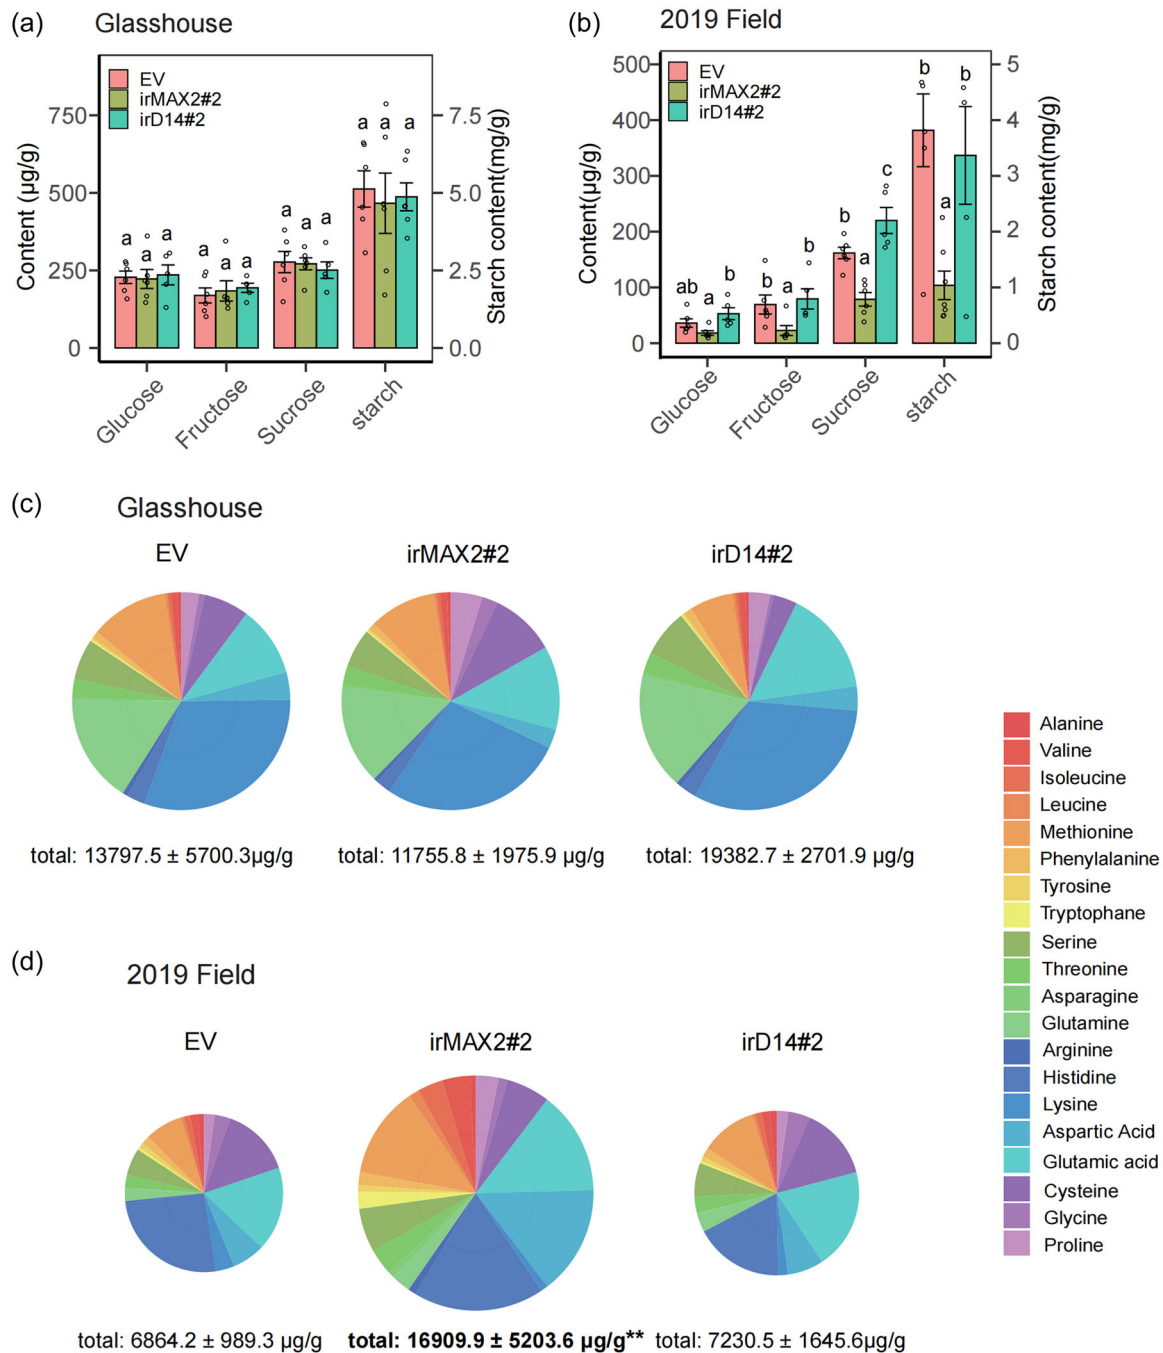 (a) Glasshouse
EV
irMAX2#2
irD14#2
Content (µg/g)
750
500
250
0
a a a
a a a
a a a
a a a
7.5
5.0
2.5
0.0
Starch content(mg/g)
Glucose
Fructose
Sucrose
starch
(b) 2019 Field
EV
irMAX2#2
irD14#2
Content(µg/g)
500
400
300
200
100
0
ab a b
b a b
b a c
b a b
5
4
3
2
1
0
Starch content(mg/g)
Glucose
Fructose
Sucrose
starch
(c) Glasshouse
EV
irMAX2#2
irD14#2
total: 13797.5 ± 5700.3µg/g
total: 11755.8 ± 1975.9 µg/g
total: 19382.7 ± 2701.9 µg/g
(d) 2019 Field
EV
irMAX2#2
irD14#2
total: 6864.2 ± 989.3 µg/g
total: 16909.9 ± 5203.6 µg/g**
total: 7230.5 ± 1645.6µg/g
Alanine
Valine
Isoleucine
Leucine
Methionine
Phenylalanine
Tyrosine
Tryptophane
Serine
Threonine
Asparagine
Glutamine
Arginine
Histidine
Lysine
Aspartic Acid
Glutamic acid
Cysteine
Glycine
Proline